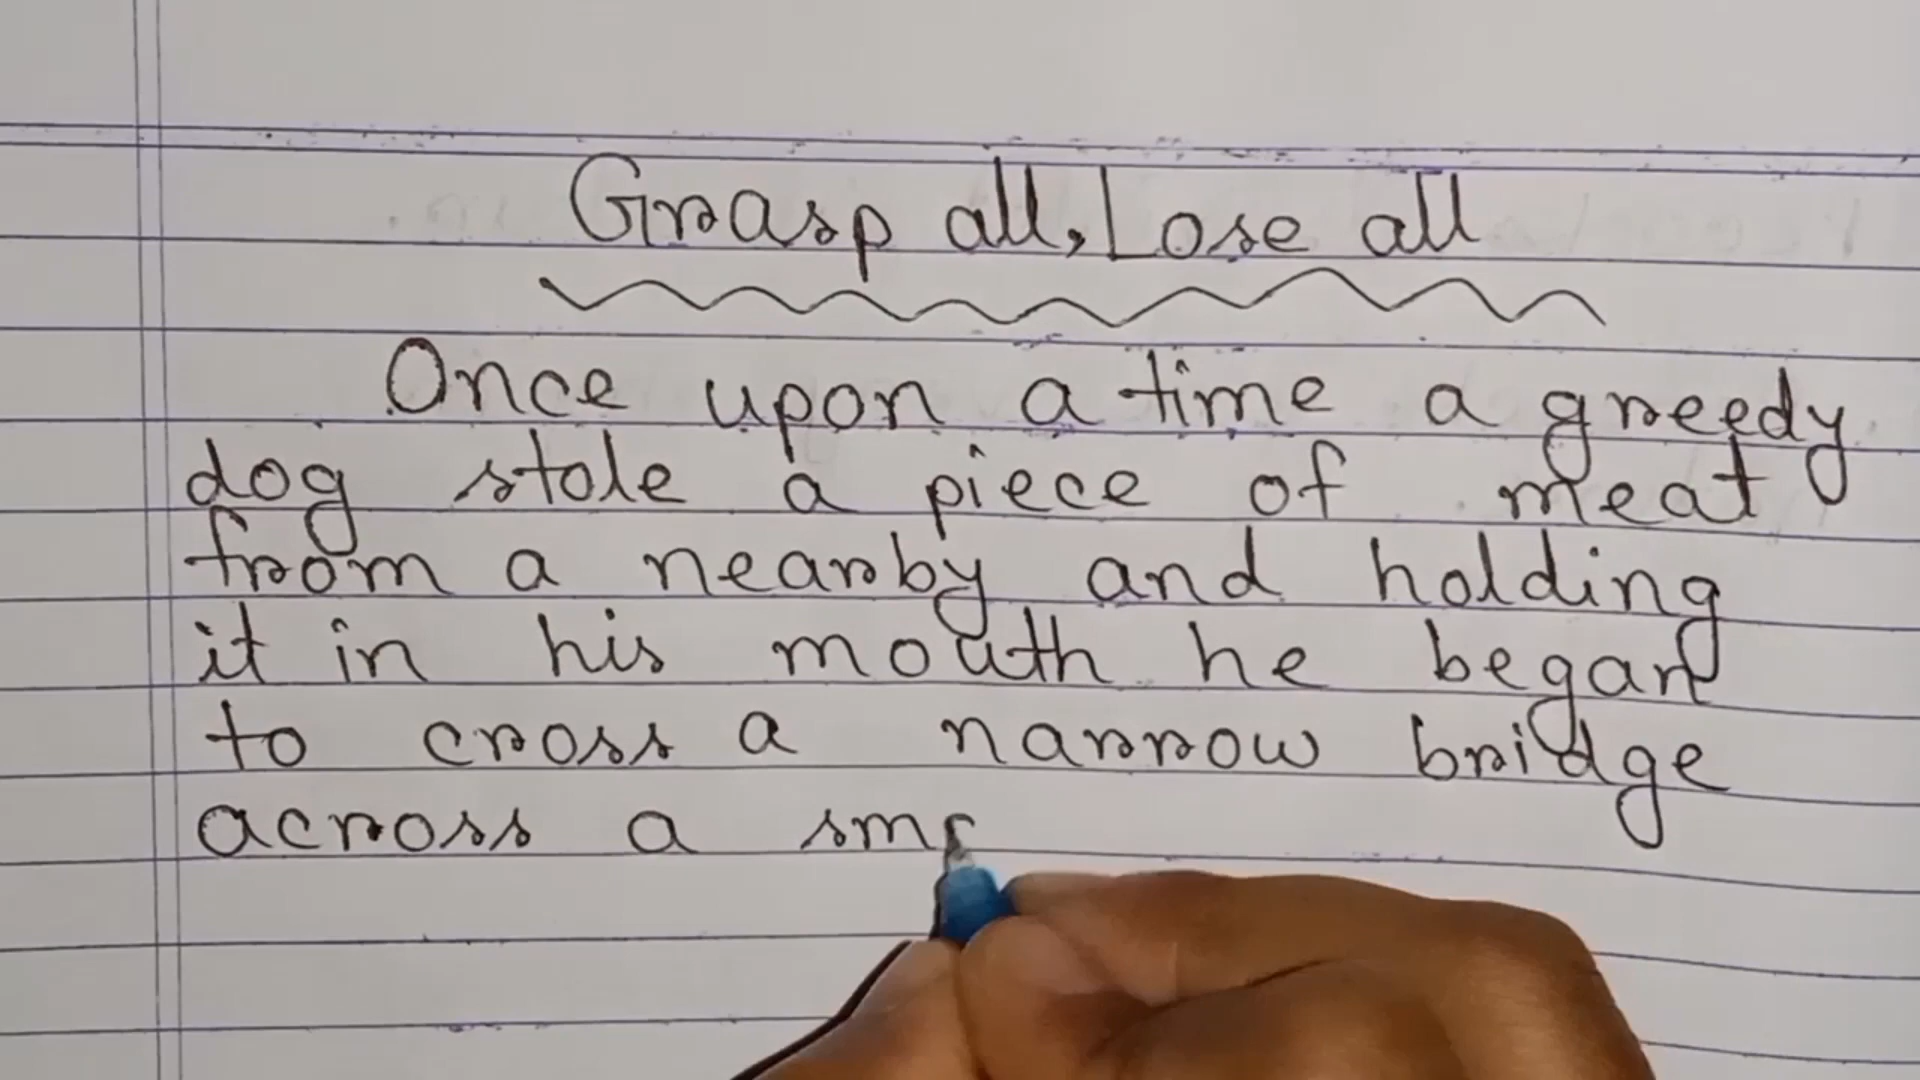 Grasp all, Lose all
Once upon a time a greedy
dog stole a piece of meat
from a nearby and holding
it in his mouth he began
to cross a narrow bridge
across a sm